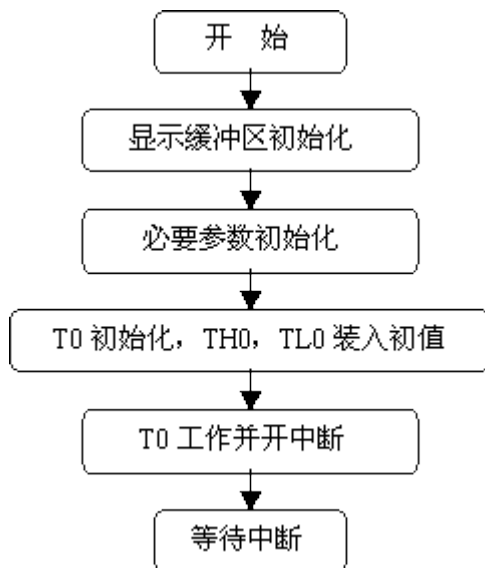 开 始
显示缓冲区初始化
必要参数初始化
T0 初始化，TH0，TL0 装入初值
T0 工作并开中断
等待中断